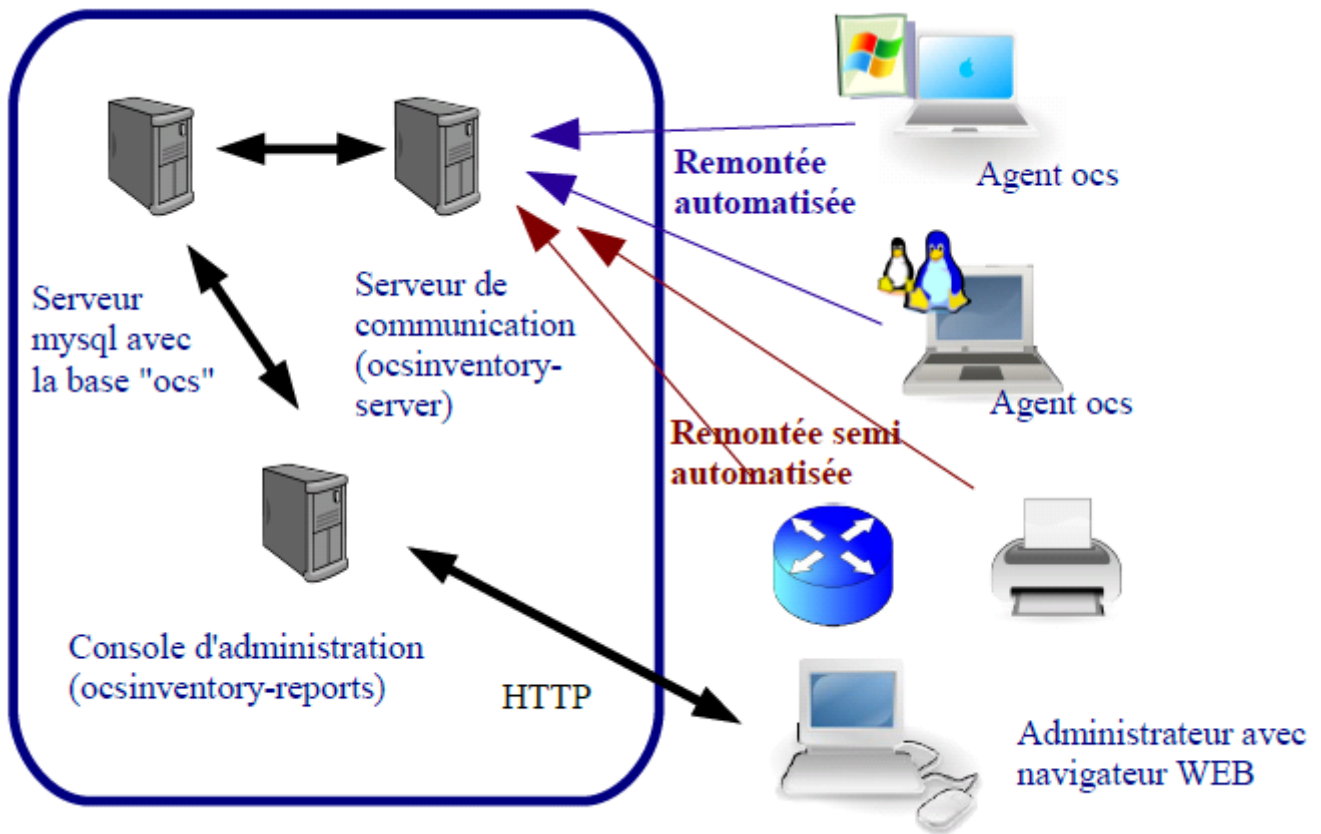 Remontée
automatisée
Agent ocs
Serveur
mysql avec
la base "ocs"
Serveur de
communication
(ocsinventory-
server)
Agent ocs
Remontée semi
automatisée
Console d'administration
(ocsinventory-reports)
HTTP
Administrateur avec
navigateur WEB